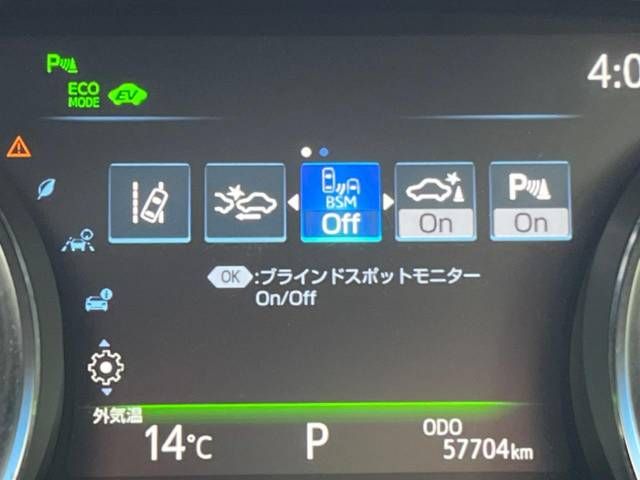 P
4:0
ECO
MODE
EV
BSM
Off
On
P
On
OK :ブラインドスポットモニター
On/Off
外気温
14℃
P
ODO
57704km